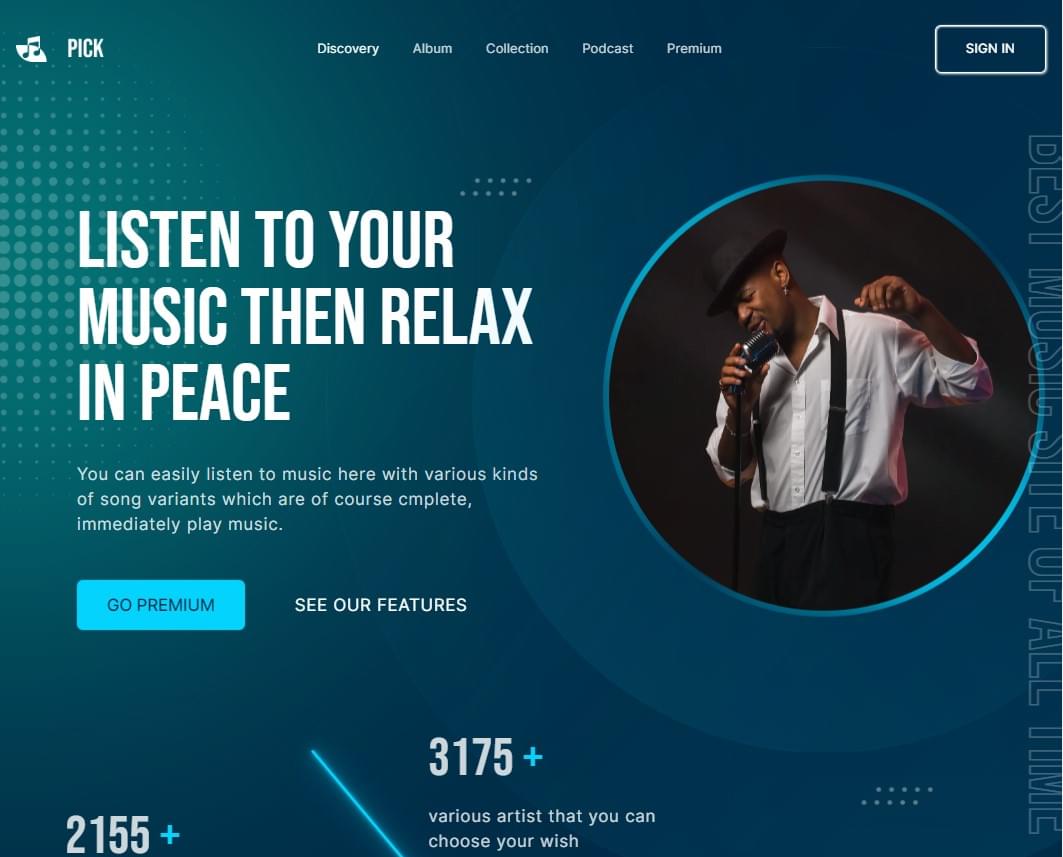 PICK
Discovery
Album
Collection
Podcast
Premium
SIGN IN
LISTEN TO YOUR
MUSIC THEN RELAX
IN PEACE
You can easily listen to music here with various kinds
of song variants which are of course cmplete,
immediately play music.
GO PREMIUM
SEE OUR FEATURES
BEST MUSIC SITE OF ALL TIME
3175 +
various artist that you can
choose your wish
2155 +